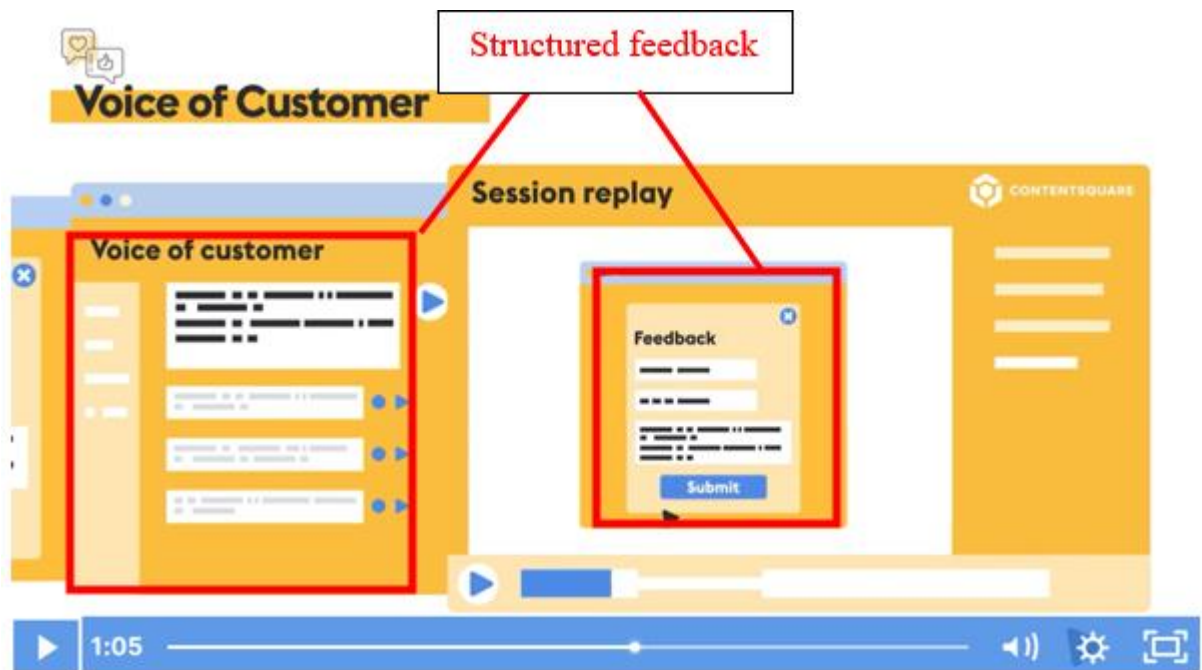 Structured feedback
Voice of Customer
Session replay
CONTENTSQUARE
Voice of customer
Feedback
Submit
1:05